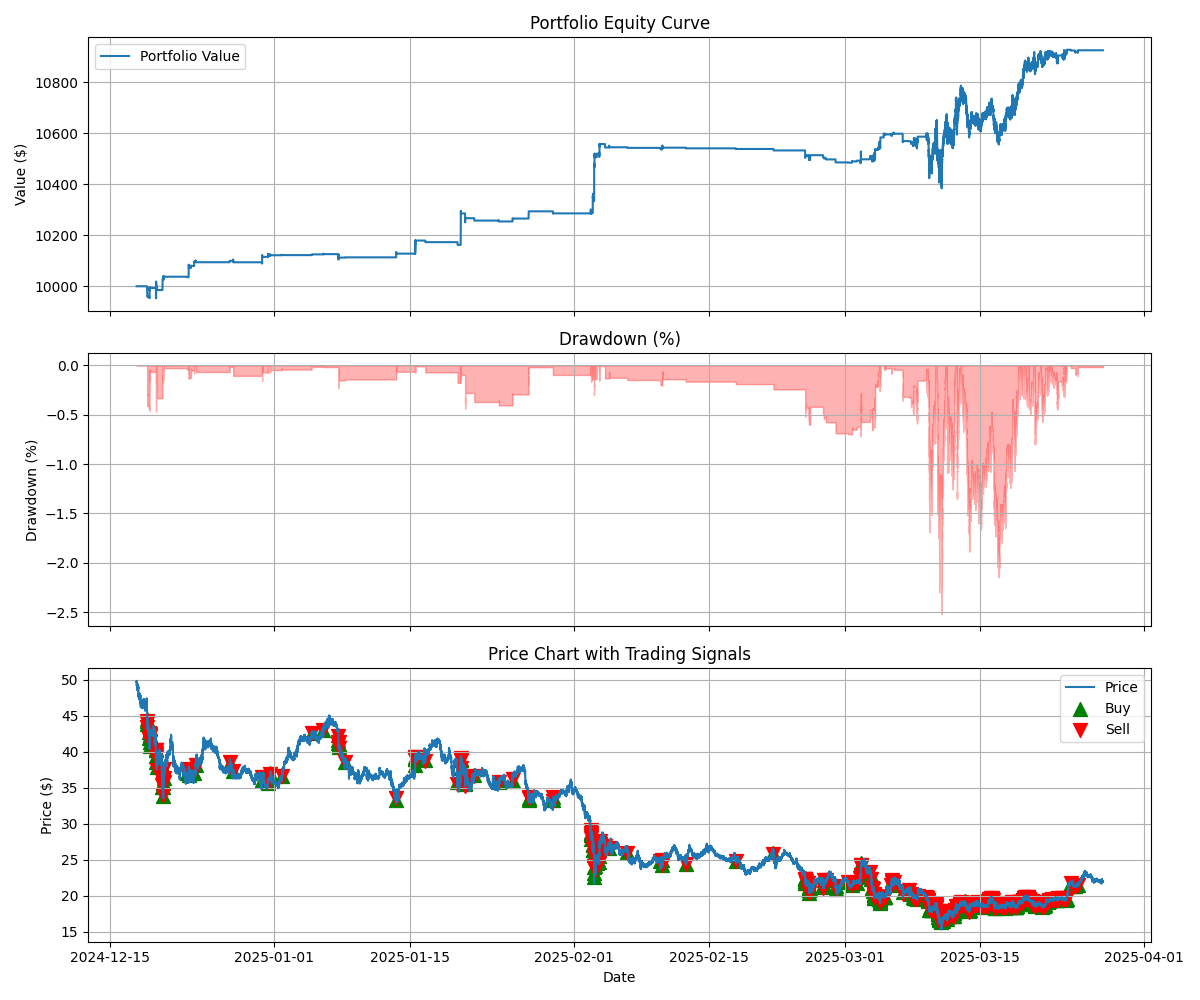 Portfolio Equity Curve
Portfolio Value
10800
10600
10400
10200
10000
Value ($)
Drawdown (%)
0.0
−0.5
−1.0
−1.5
−2.0
−2.5
Drawdown (%)
Price Chart with Trading Signals
Price
Buy
Sell
50
45
40
35
30
25
20
15
Price ($)
2024-12-15 2025-01-01 2025-01-15 2025-02-01 2025-02-15 2025-03-01 2025-03-15 2025-04-01
Date